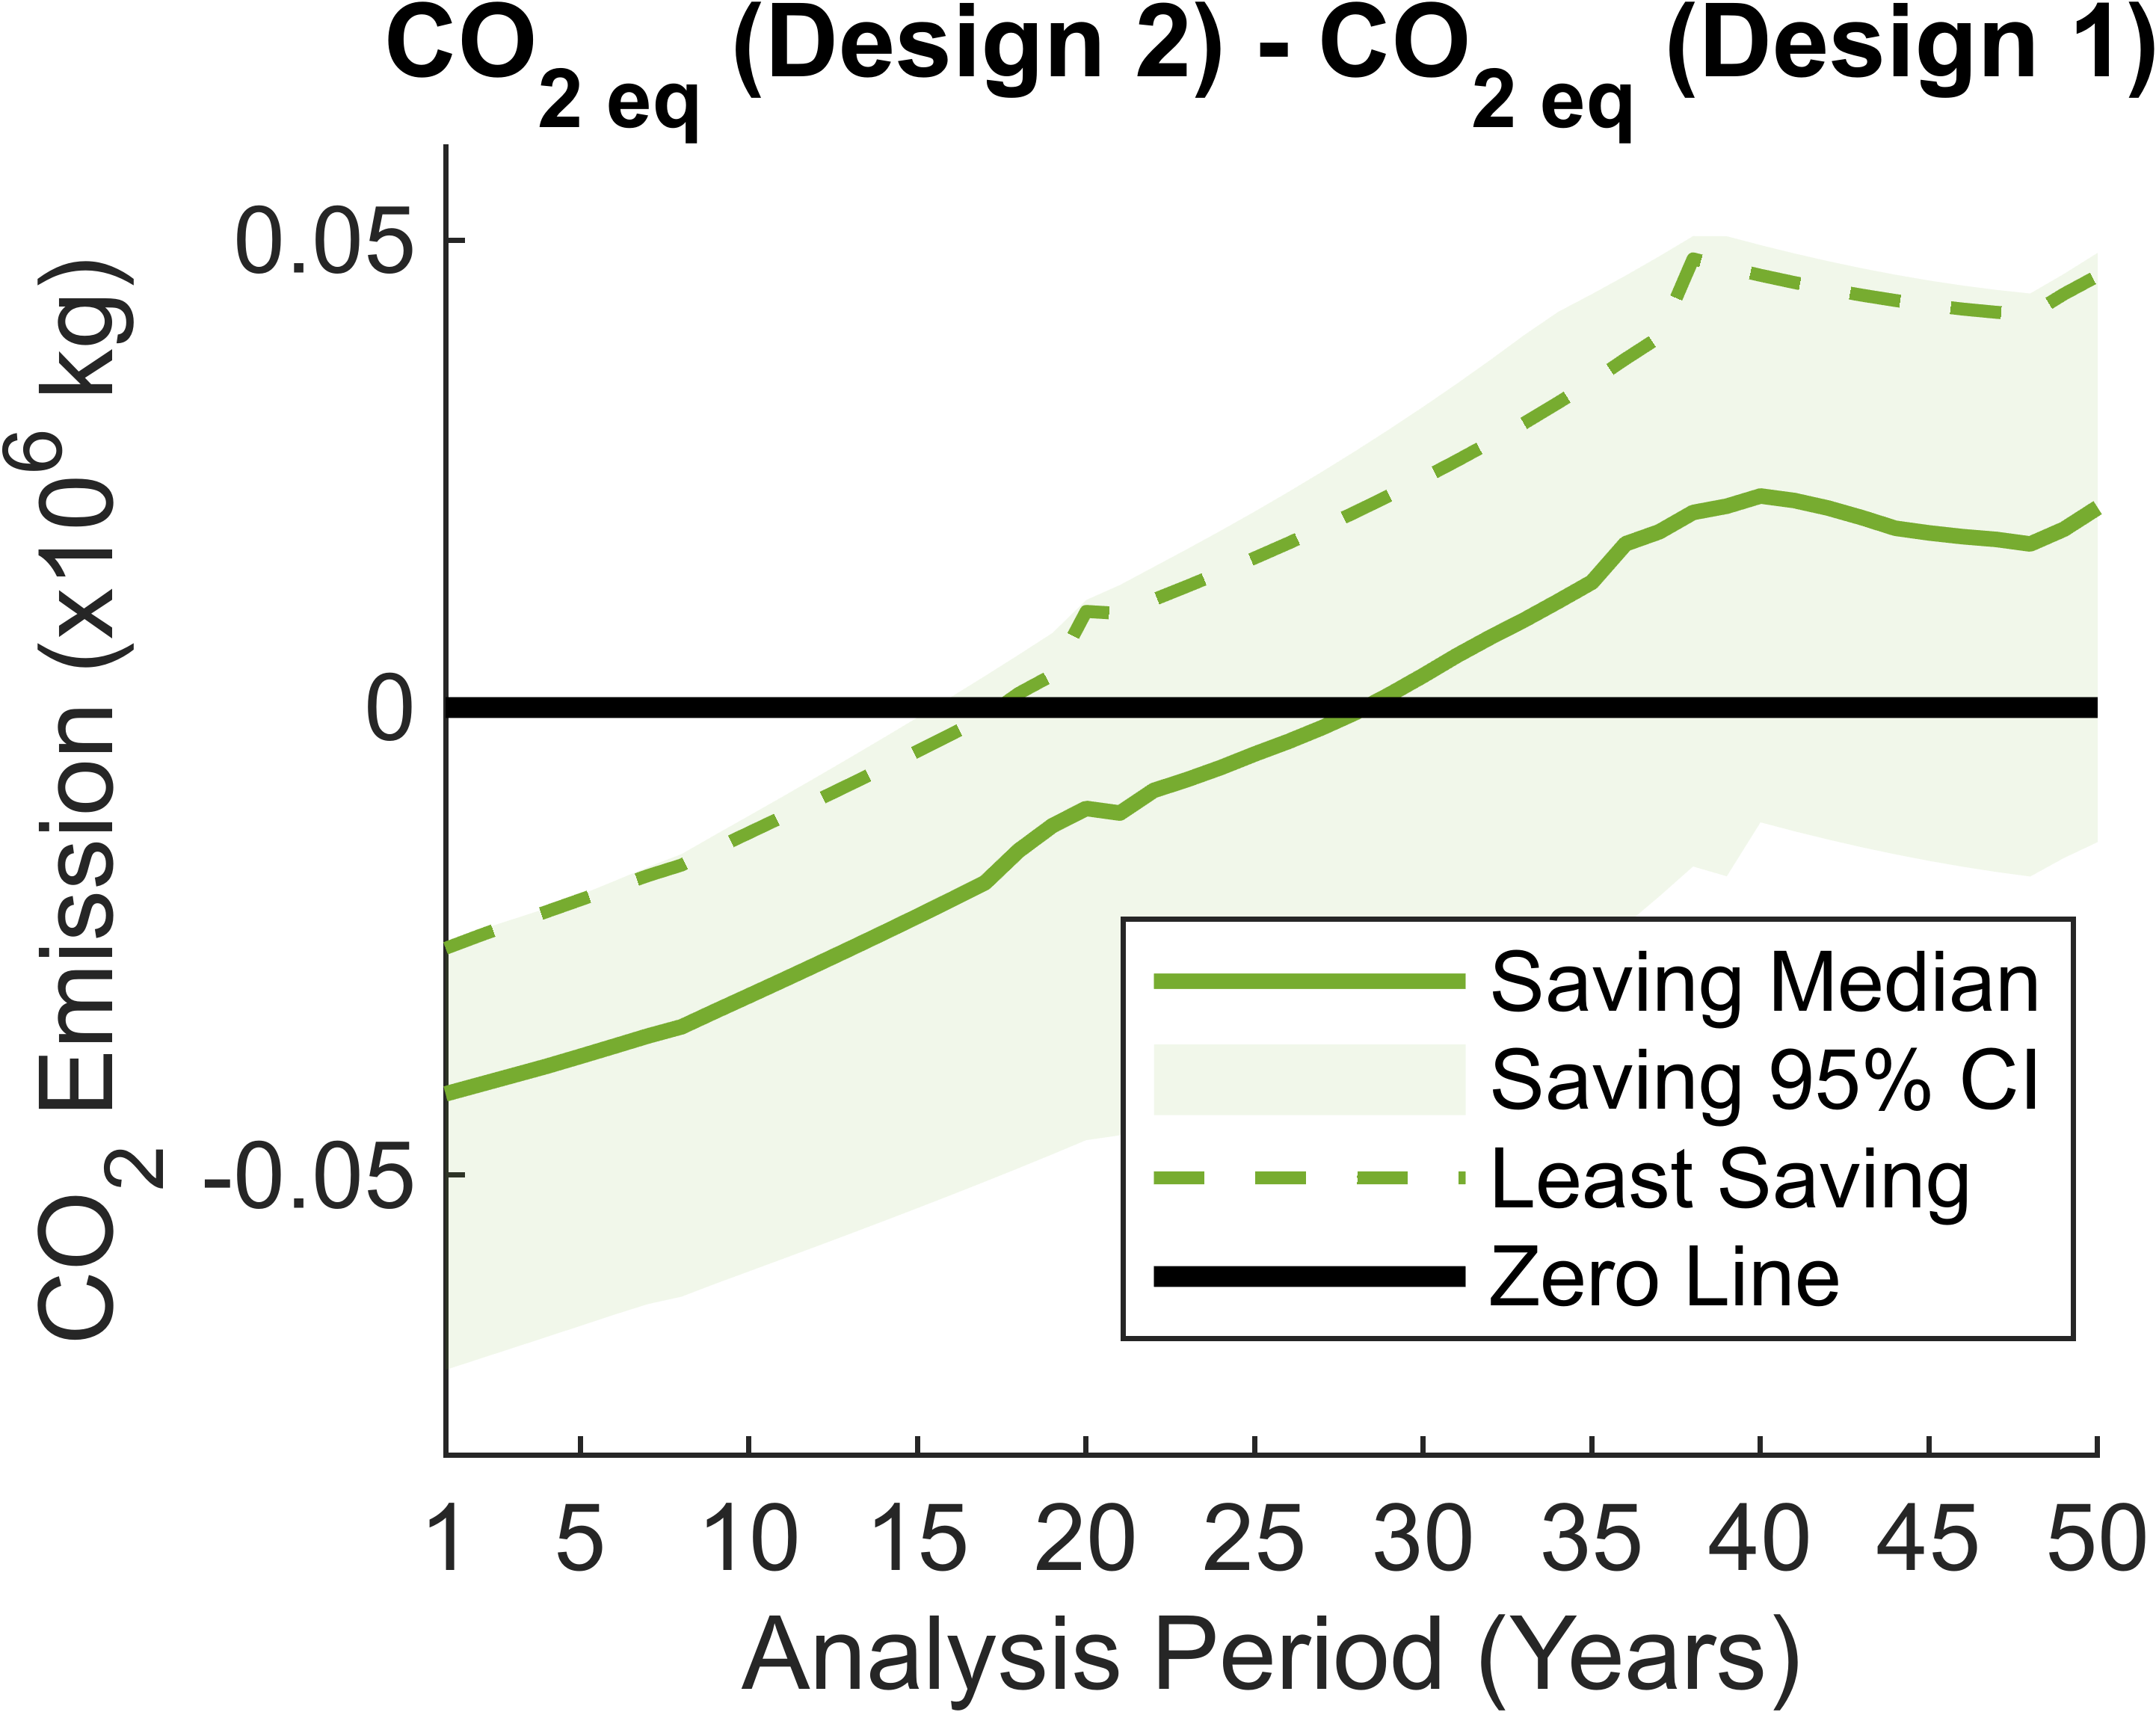 CO2 eq (Design 2) - CO2 eq (Design 1)
CO2 Emission (x10^6 kg)
0.05
0
-0.05
Saving Median
Saving 95% CI
Least Saving
Zero Line
1 5 10 15 20 25 30 35 40 45 50
Analysis Period (Years)